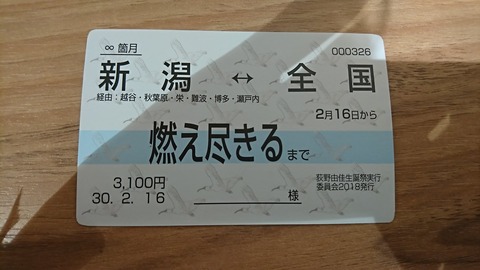 ∞箇月
000326
新潟 ↔ 全国
経由：越谷・秋葉原・栄・難波・博多・瀬戸内
2月16日から
燃え尽きるまで
3,100円
30. 2. 16
様
荻野由佳生誕祭実行
委員会2018発行